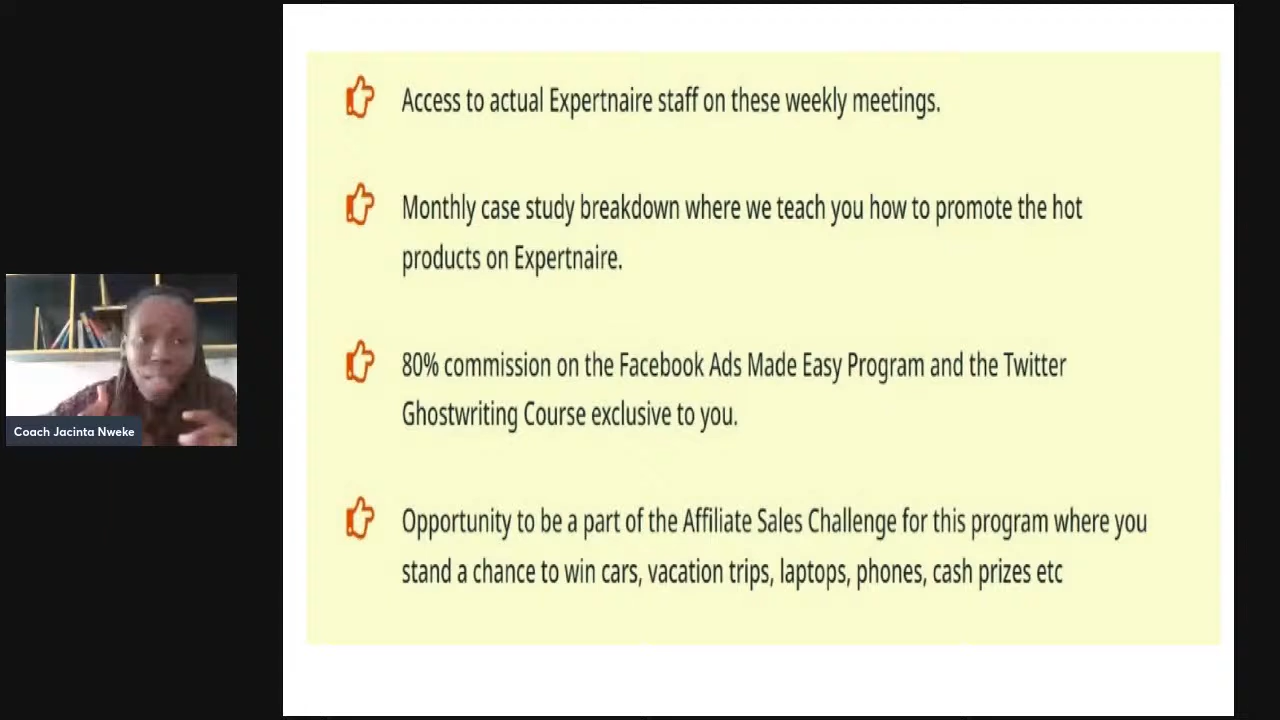 Access to actual Expertnaire staff on these weekly meetings.
Monthly case study breakdown where we teach you how to promote the hot
products on Expertnaire.
80% commission on the Facebook Ads Made Easy Program and the Twitter
Ghostwriting Course exclusive to you.
Opportunity to be a part of the Affiliate Sales Challenge for this program where you
stand a chance to win cars, vacation trips, laptops, phones, cash prizes etc
Coach Jacinta Nweke